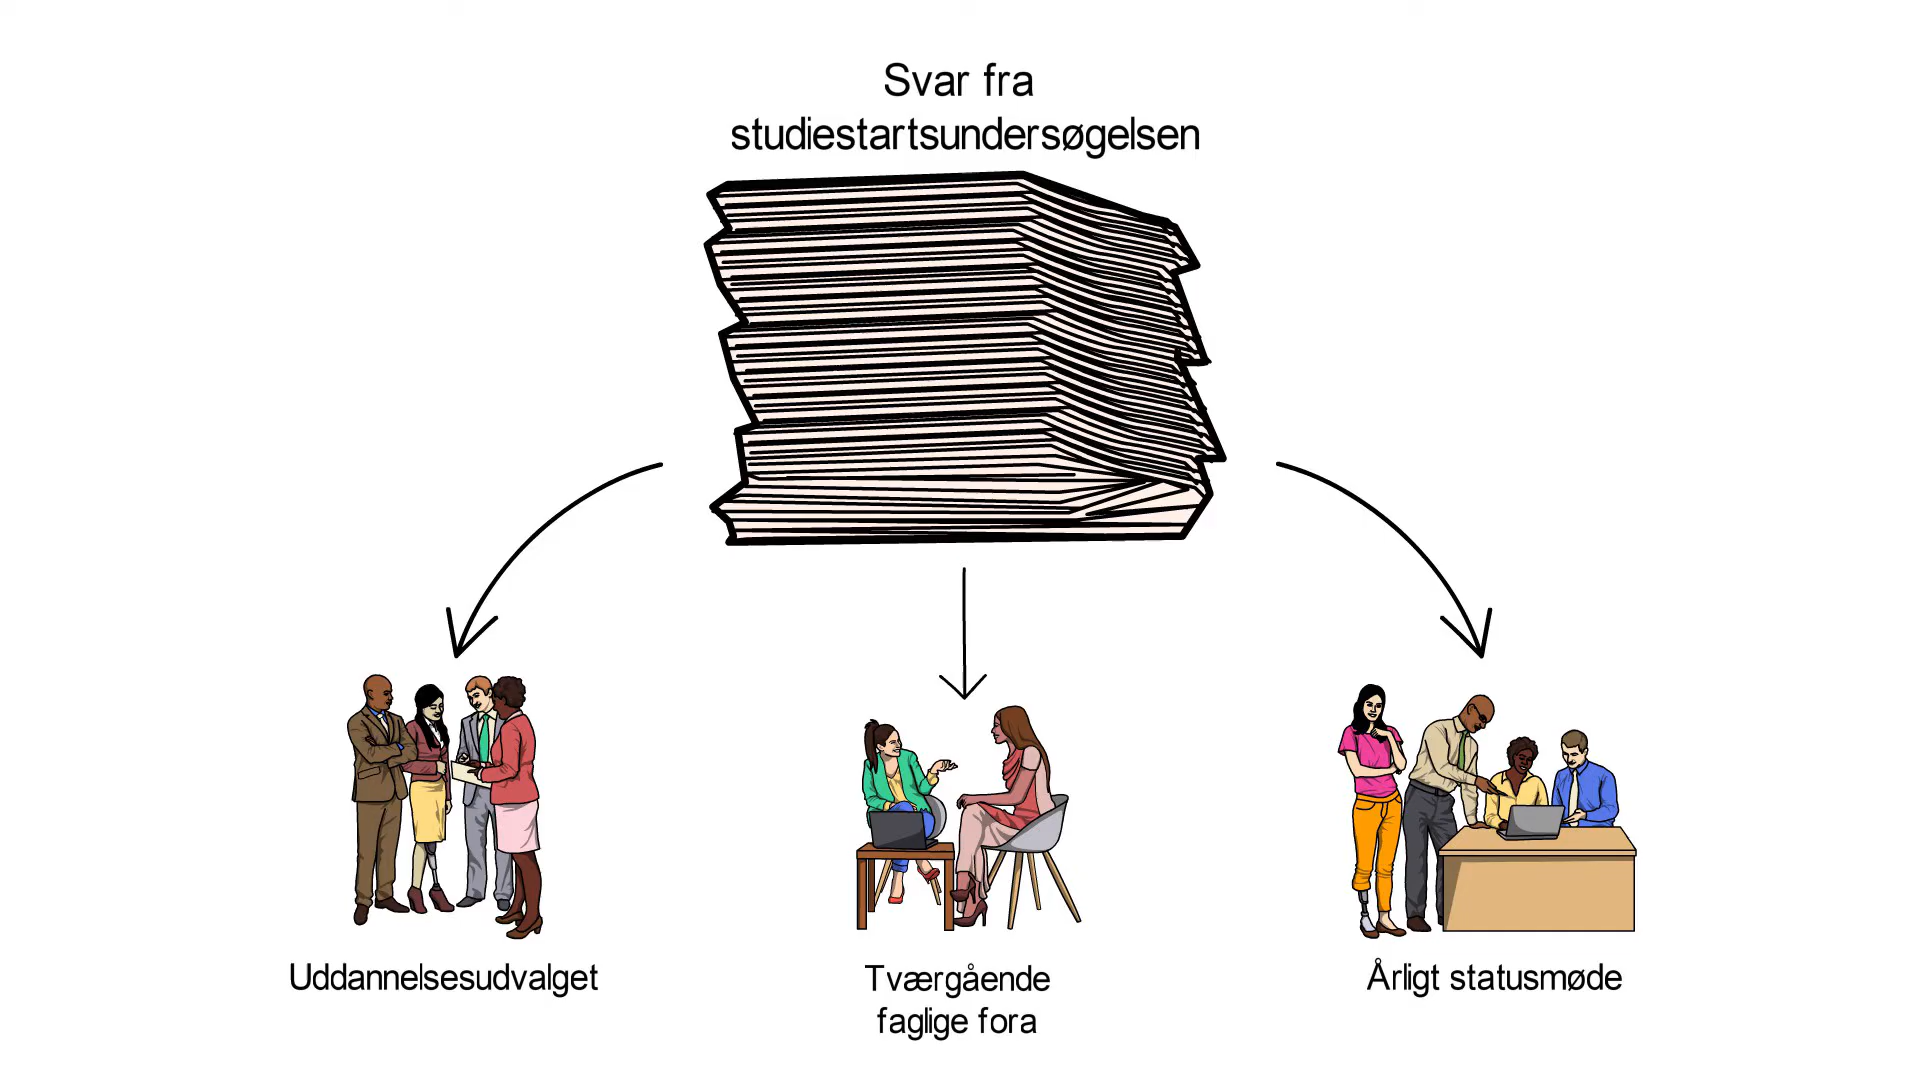 Svar fra
studiestartsundersøgelsen
Uddannelsesudvalget
Tværgående
faglige fora
Årligt statusmøde